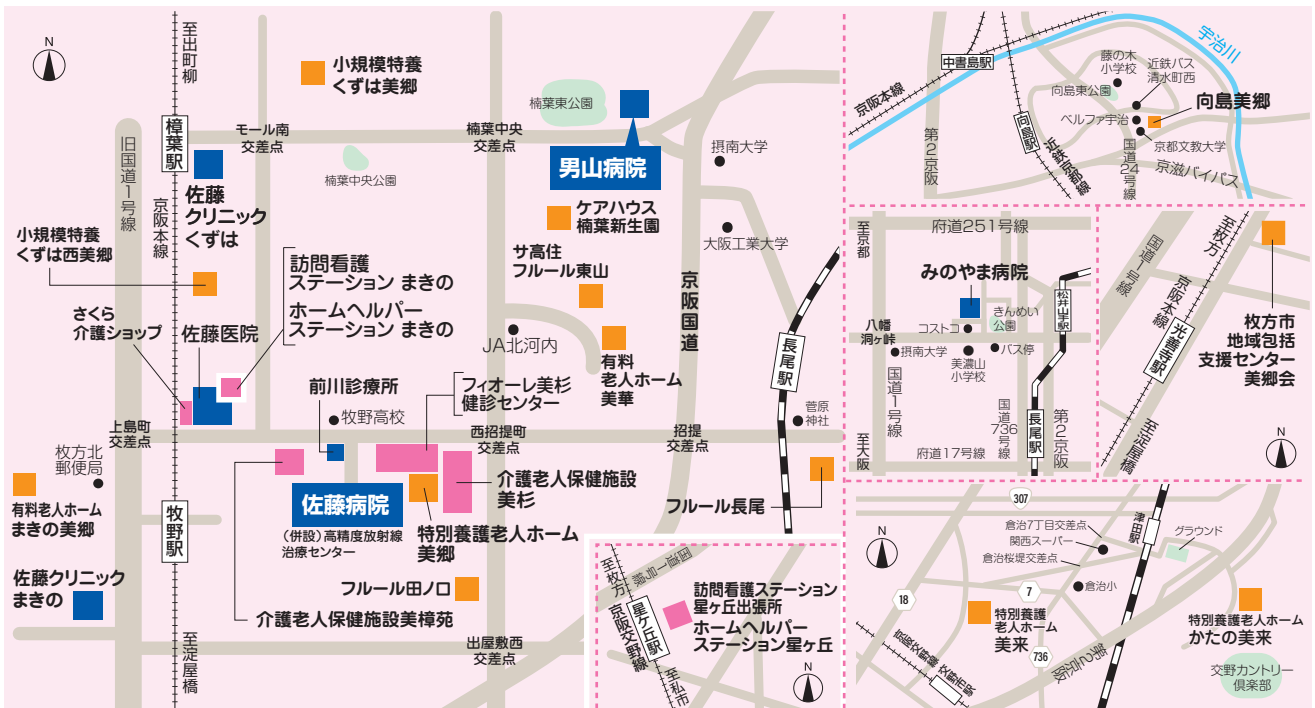 N
至出町柳
樟葉駅
旧国道1号線
京阪本線
小規模特養
くずは美郷
モール南
交差点
楠葉中央
交差点
楠葉東公園
男山病院
摂南大学
楠葉中央公園
佐藤
クリニック
くずは
ケアハウス
楠葉新生園
大阪工業大学
小規模特養
くずは西美郷
訪問看護
ステーション まきの
ホームヘルパー
ステーション まきの
サ高住
フルール東山
京阪国道
さくら
介護ショップ
佐藤医院
JA北河内
有料
老人ホーム
美華
長尾駅
前川診療所
フィオーレ美杉
健診センター
牧野高校
菅原
神社
上島町
交差点
西招提町
交差点
招提
交差点
枚方北
郵便局
有料老人ホーム
まきの美郷
牧野駅
佐藤病院
(併設)高精度放射線
治療センター
介護老人保健施設
美杉
特別養護老人ホーム
美郷
フルール長尾
佐藤クリニック
まきの
フルール田ノ口
介護老人保健施設美樟苑
至淀屋橋
出屋敷西
交差点
国道一号線
至枚方
星ケ丘駅
京阪交野線
至私市
訪問看護ステーション
星ヶ丘出張所
ホームヘルパー
ステーション星ヶ丘
N
N
宇治川
中書島駅
京阪本線
藤の木
小学校
近鉄バス
清水町西
向島東公園
向島美郷
ベルファ宇治
向島駅
第2京阪
近鉄京都線
国道24号線
京都文教大学
京滋バイパス
至京都
府道251号線
みのやま病院
松井山手駅
八幡
洞ヶ峠
コストコ
きんめい
公園
摂南大学
美濃山
小学校
バス停
国道1号線
国道736号線
長尾駅
第2京阪
至大阪
府道17号線
国道1号線
至枚方
京阪本線
光善寺駅
至淀屋橋
枚方市
地域包括
支援センター
美郷会
N
307
N
倉治7丁目交差点
関西スーパー
倉治桜堤交差点
津田駅
グラウンド
倉治小
18
7
特別養護
老人ホーム
美来
736
第2京阪
京阪交野線交野市駅
特別養護老人ホーム
かたの美来
交野カントリー
倶楽部